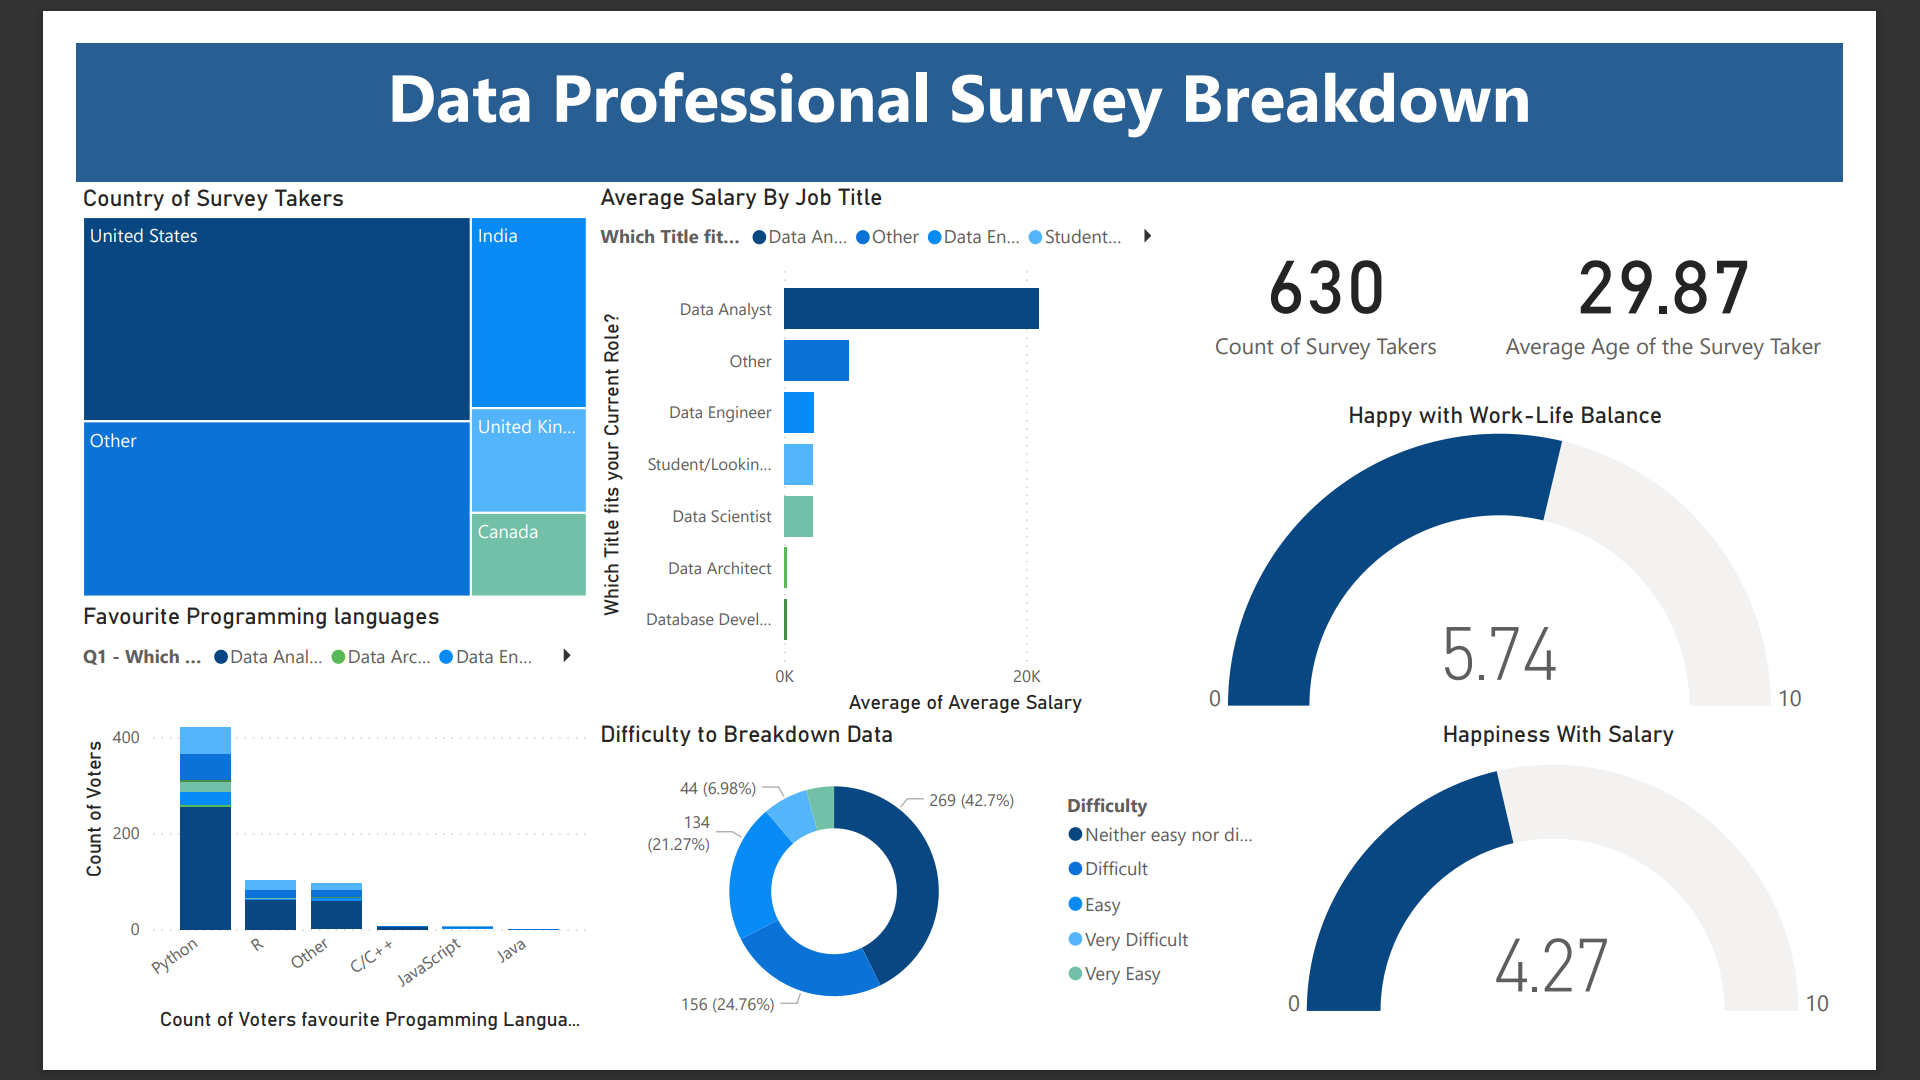 Data Professional Survey Breakdown
Country of Survey Takers
United States
India
Other
United Kin...
Canada
Average Salary By Job Title
Which Title fit...
Data An...
Other
Data En...
Student...
Which Title fits your Current Role?
Data Analyst
Other
Data Engineer
Student/Lookin...
Data Scientist
Data Architect
Database Devel...
0K
20K
Average of Average Salary
630
Count of Survey Takers
29.87
Average Age of the Survey Taker
Happy with Work-Life Balance
5.74
0
10
Favourite Programming languages
Q1 - Which ...
Data Anal...
Data Arc...
Data En...
Count of Voters
400
200
0
Python
R
Other
C/C++
JavaScript
Java
Count of Voters favourite Progamming Langua...
Difficulty to Breakdown Data
44 (6.98%)
134
(21.27%)
269 (42.7%)
156 (24.76%)
Difficulty
Neither easy nor di...
Difficult
Easy
Very Difficult
Very Easy
Happiness With Salary
4.27
0
10